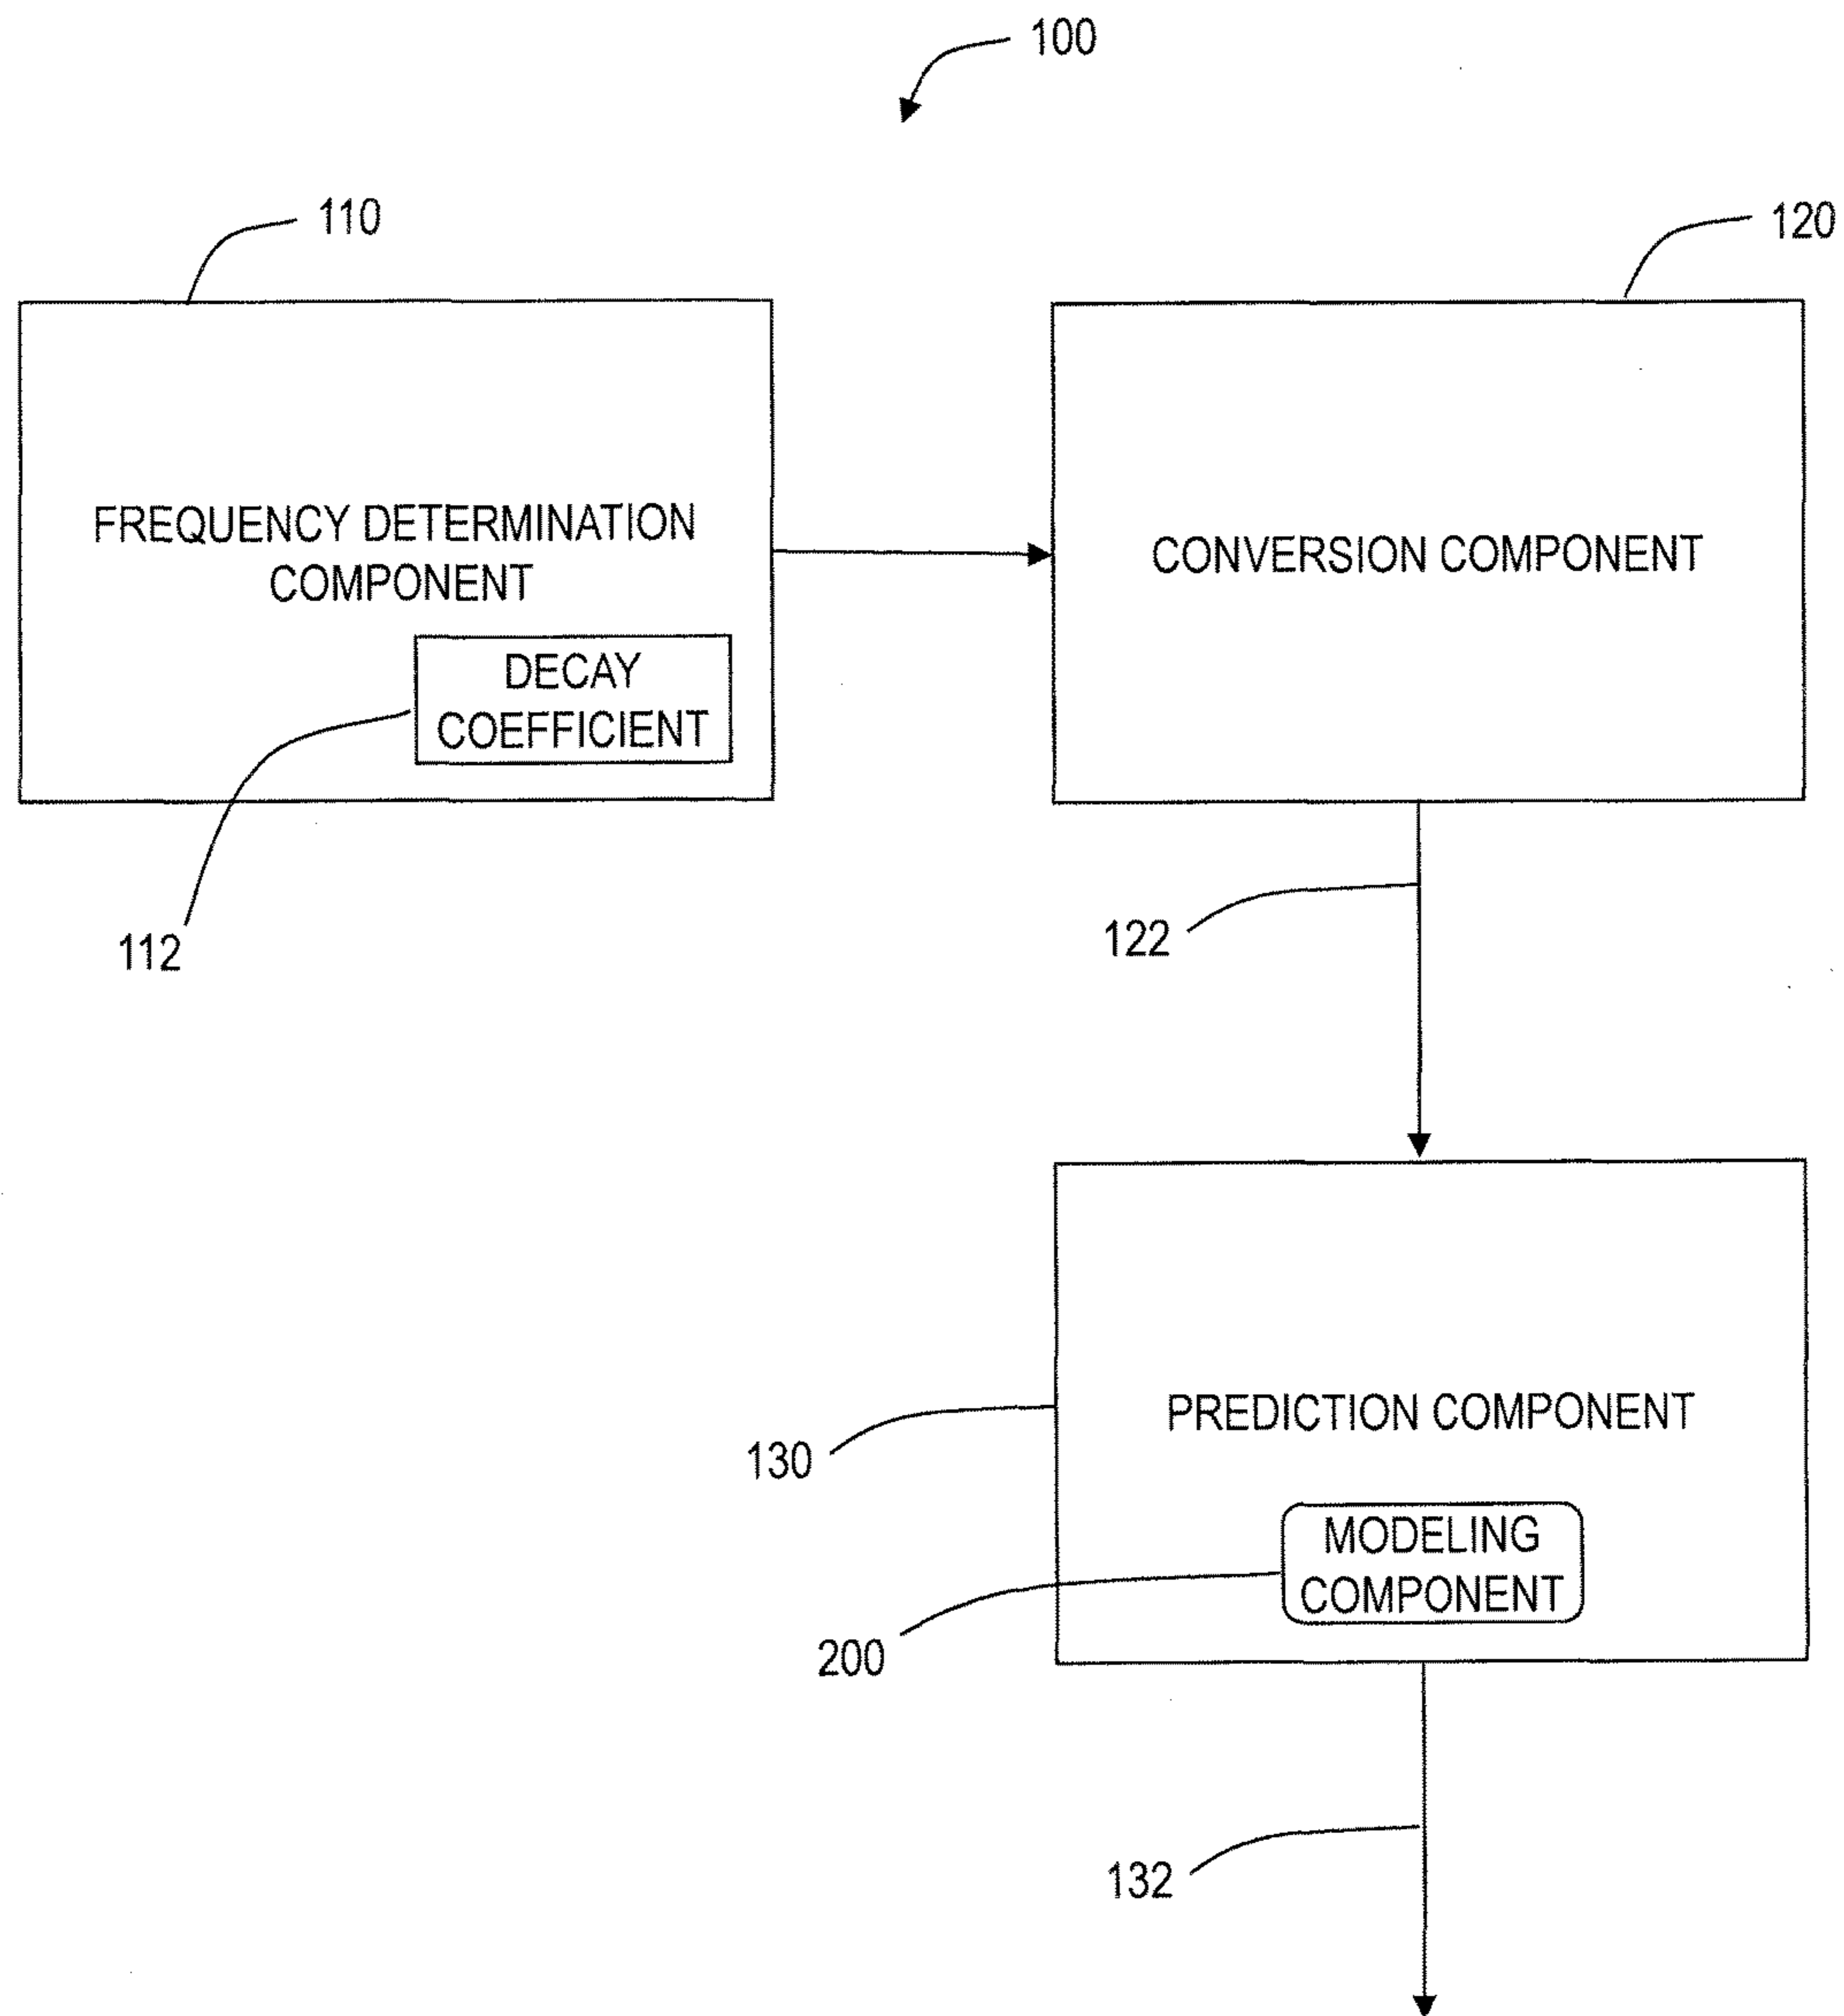 100
110
120
FREQUENCY DETERMINATION
COMPONENT
DECAY
COEFFICIENT
CONVERSION COMPONENT
112
122
PREDICTION COMPONENT
130
MODELING
COMPONENT
200
132